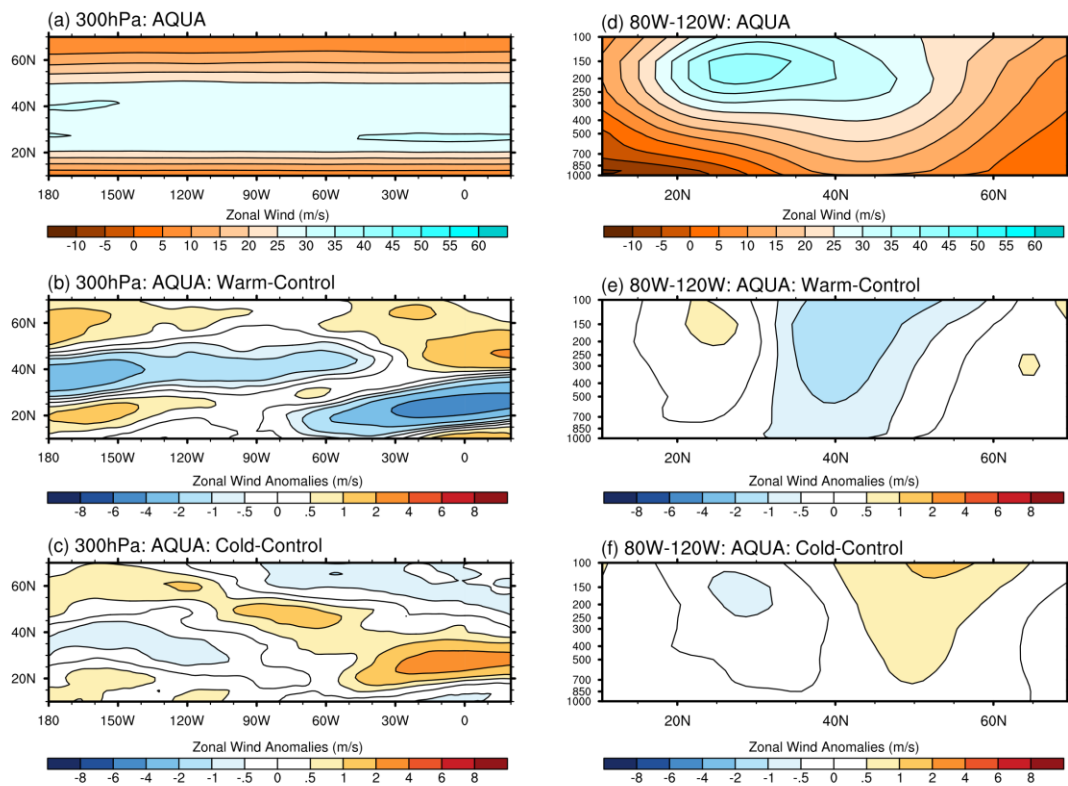 (a) 300hPa: AQUA
60N
40N
20N
180 150W 120W 90W 60W 30W 0
Zonal Wind (m/s)
-10 -5 0 5 10 15 20 25 30 35 40 45 50 55 60
(d) 80W-120W: AQUA
100
150
200
250
300
400
500
700
850
1000
20N 40N 60N
Zonal Wind (m/s)
-10 -5 0 5 10 15 20 25 30 35 40 45 50 55 60
(b) 300hPa: AQUA: Warm-Control
60N
40N
20N
180 150W 120W 90W 60W 30W 0
Zonal Wind Anomalies (m/s)
-8 -6 -4 -2 -1 -.5 0 .5 1 2 4 6 8
(e) 80W-120W: AQUA: Warm-Control
100
150
200
250
300
500
700
1000
20N 40N 60N
Zonal Wind Anomalies (m/s)
-8 -6 -4 -2 -1 -.5 0 .5 1 2 4 6 8
(c) 300hPa: AQUA: Cold-Control
60N
40N
20N
180 150W 120W 90W 60W 30W 0
Zonal Wind Anomalies (m/s)
-8 -6 -4 -2 -1 -.5 0 .5 1 2 4 6 8
(f) 80W-120W: AQUA: Cold-Control
100
150
250
300
400
500
700
850
1000
20N 40N 60N
Zonal Wind Anomalies (m/s)
-8 -6 -4 -2 -1 -.5 0 .5 1 2 4 6 8